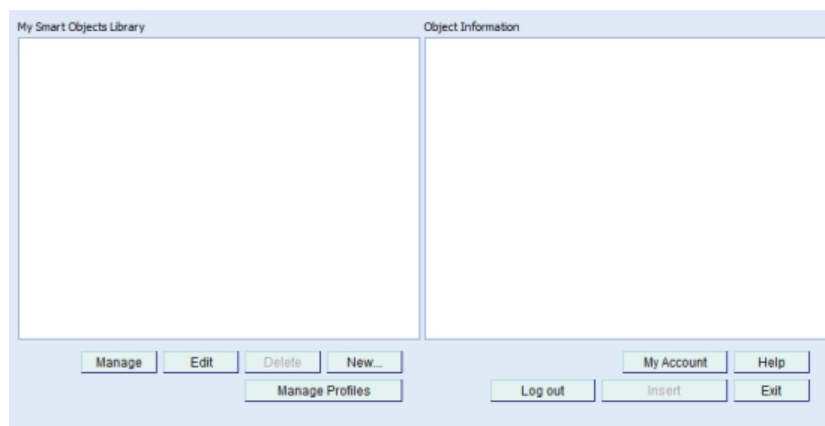 My Smart Objects Library
Object Information
Manage Edit Delete New... My Account Help
Manage Profiles Log out Insert Exit